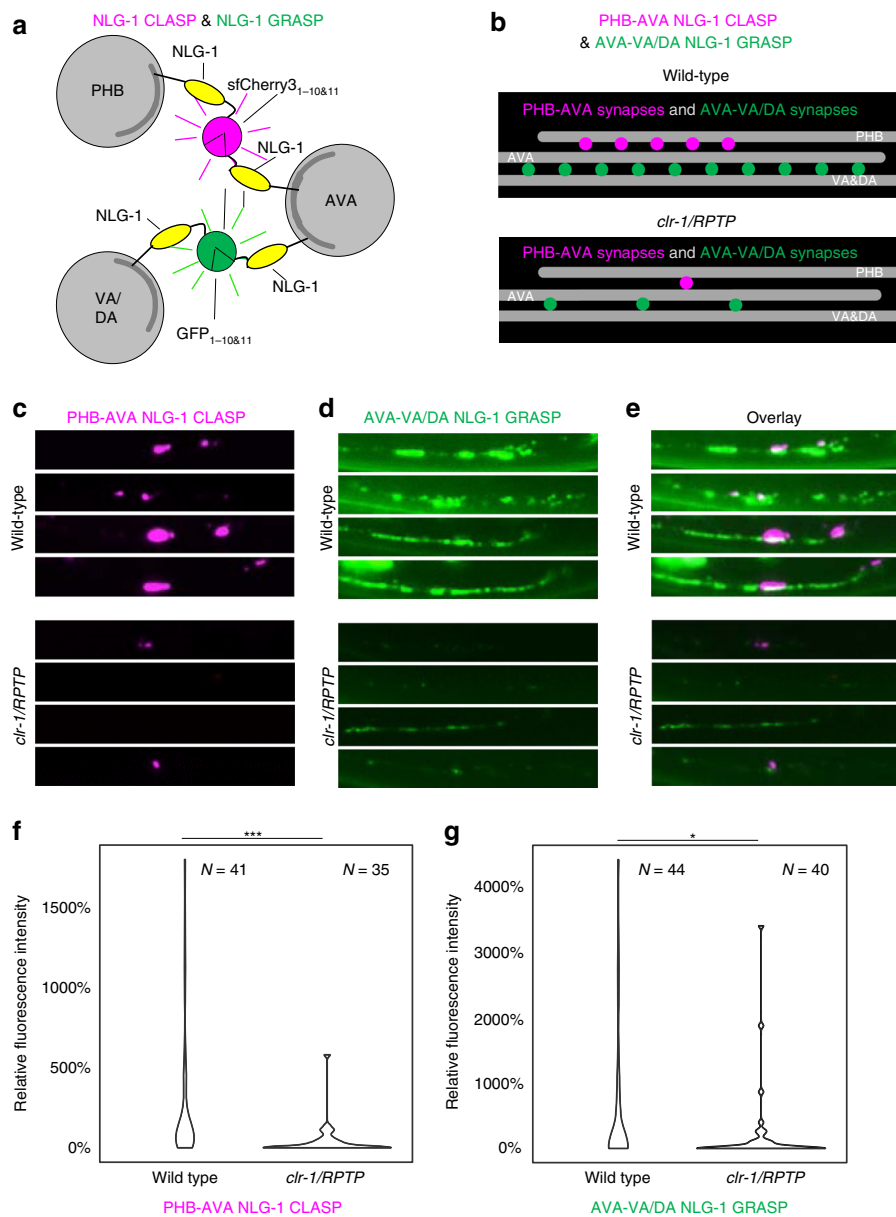 a
NLG-1 CLASP & NLG-1 GRASP
NLG-1
PHB
sfCherry31–10&11
NLG-1
AVA
NLG-1
NLG-1
VA/
DA
GFP1–10&11
b
PHB-AVA NLG-1 CLASP
& AVA-VA/DA NLG-1 GRASP
Wild-type
PHB-AVA synapses and AVA-VA/DA synapses
PHB
AVA
VA&DA
clr-1/RPTP
PHB-AVA synapses and AVA-VA/DA synapses
PHB
AVA
VA&DA
c
PHB-AVA NLG-1 CLASP
Wild-type
clr-1/RPTP
d
AVA-VA/DA NLG-1 GRASP
Wild-type
clr-1/RPTP
e
Overlay
Wild-type
clr-1/RPTP
f
***
N = 41
N = 35
Relative fluorescence intensity
1500%
1000%
500%
0%
Wild type
clr-1/RPTP
PHB-AVA NLG-1 CLASP
g
*
N = 44
N = 40
Relative fluorescence intensity
4000%
3000%
2000%
1000%
0%
Wild type
clr-1/RPTP
AVA-VA/DA NLG-1 GRASP